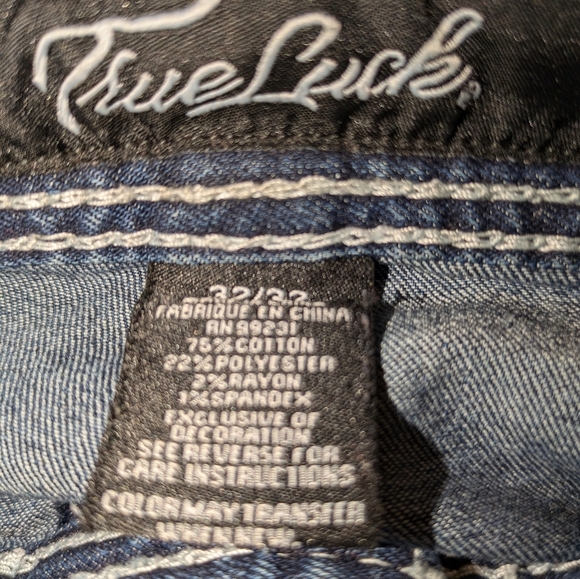 True Luck®
32/32
FABRIQUE EN CHINA
RN 99231
75% COTTON
22% POLYESTER
2% RAYON
1% SPANDEX
EXCLUSIVE OF
DECORATION
SEE REVERSE FOR
CARE INSTRUCTIONS
COLOR MAY TRANSFER
WHEN NEW